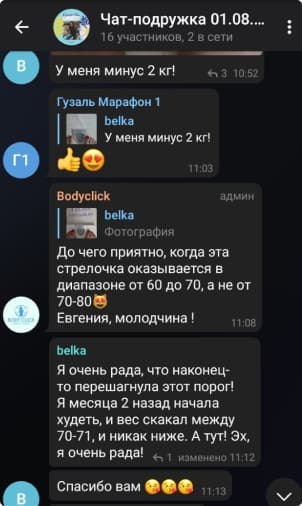 Чат-подружка 01.08....
16 участников, 2 в сети
В
У меня минус 2 кг!
3 10:52
Гузаль Марафон 1
belka
У меня минус 2 кг!
Г1
👍😍
11:03
Bodyclick
админ
belka
Фотография
До чего приятно, когда эта
стрелочка оказывается в
диапазоне от 60 до 70, а не от
70-80😻
Евгения, молодчина !
11:08
BODY CLICK
belka
Я очень рада, что наконец-
то перешагнула этот порог!
Я месяца 2 назад начала
худеть, и вес скакал между
70-71, и никак ниже. А тут! Эх,
я очень рада!
1 изменено 11:12
В
Спасибо вам 😘😘😘
11:13